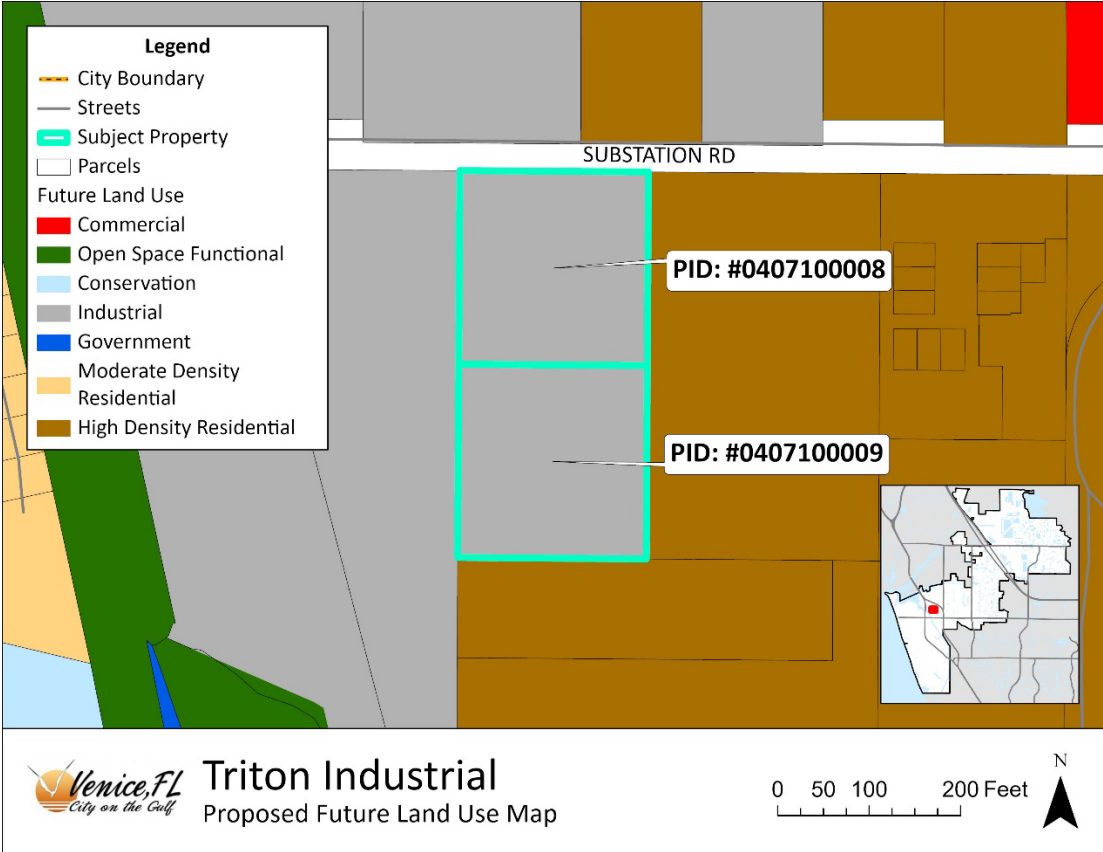 Legend
City Boundary
Streets
Subject Property
Parcels
Future Land Use
Commercial
Open Space Functional
Conservation
Industrial
Government
Moderate Density
Residential
High Density Residential
SUBSTATION RD
PID: #0407100008
PID: #0407100009
Venice, FL
City on the Gulf
Triton Industrial
Proposed Future Land Use Map
0 50 100 200 Feet
N